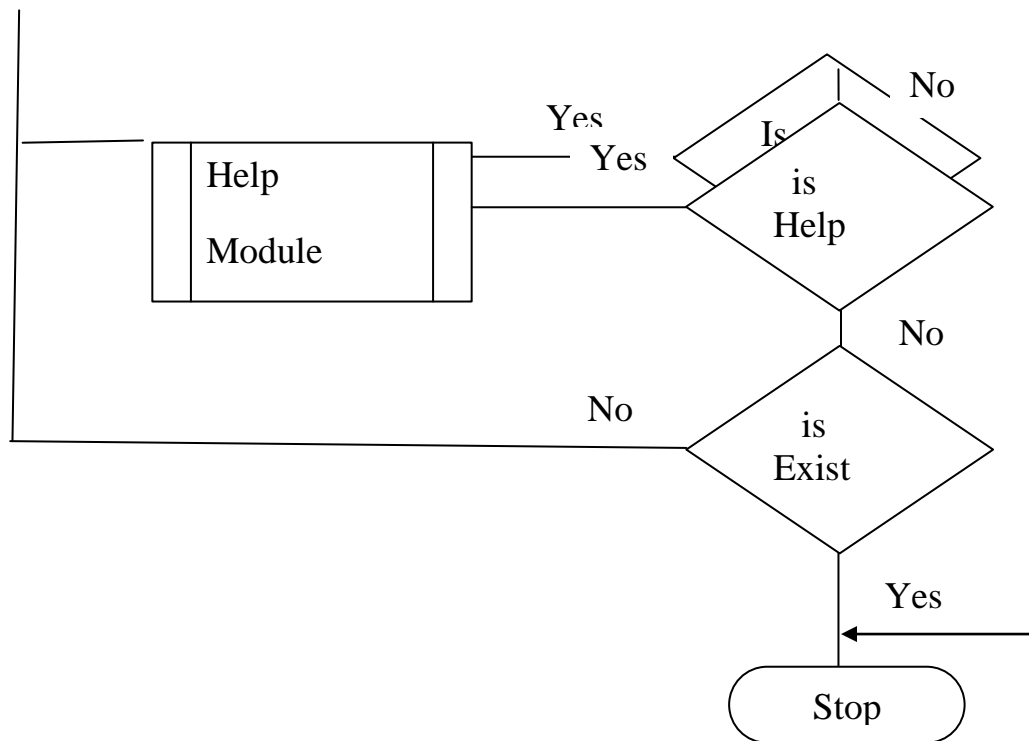 No
Yes
Is
Yes
Help
Module
is
Help
No
No
is
Exist
Yes
Stop